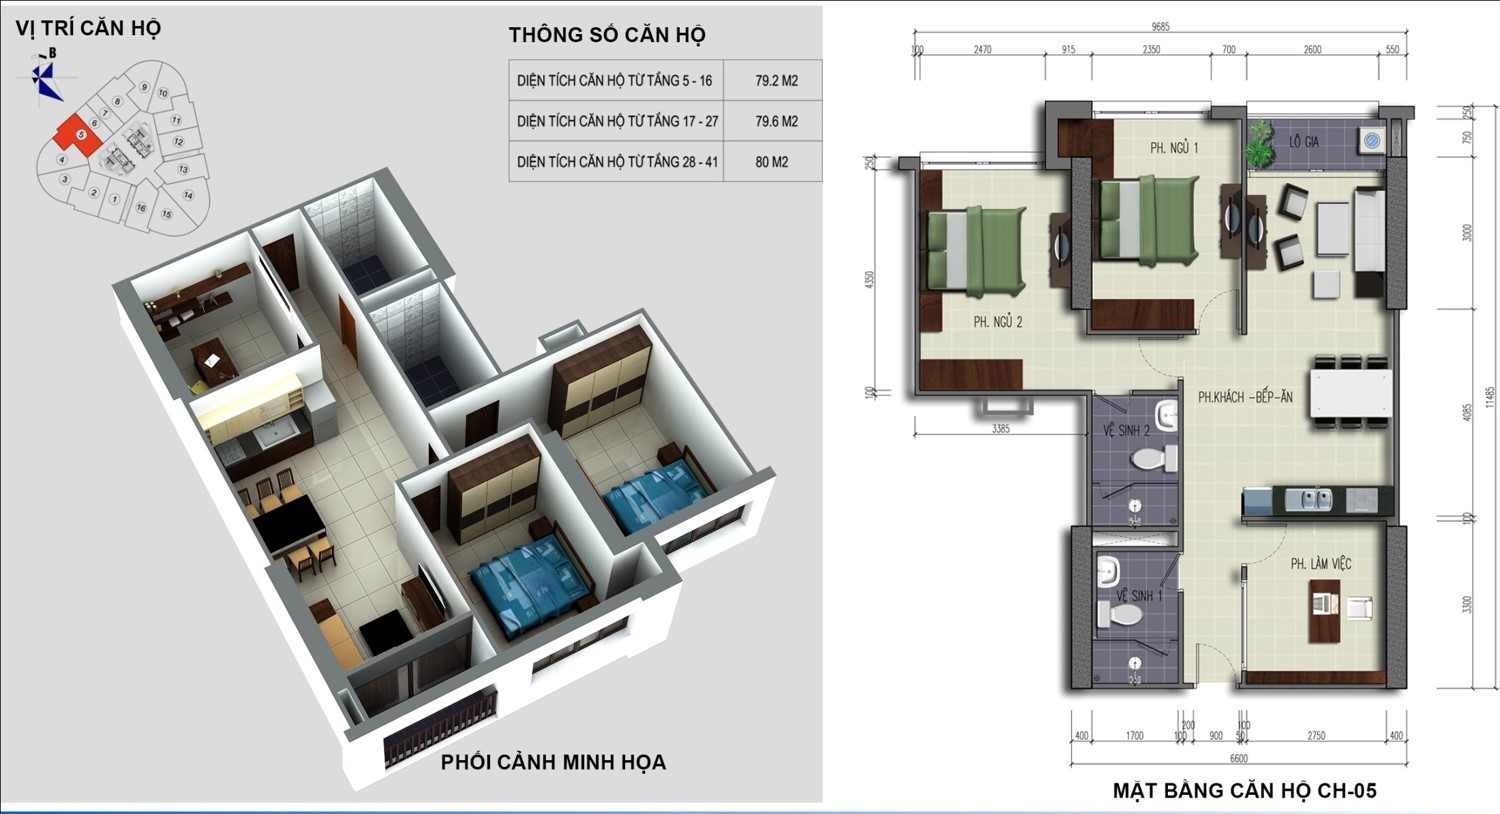 VỊ TRÍ CĂN HỘ
B
1
2
3
4
5
6
7
8
9
10
11
12
13
14
15
16
THÔNG SỐ CĂN HỘ
DIỆN TÍCH CĂN HỘ TỪ TẦNG 5 - 16 79.2 M2
DIỆN TÍCH CĂN HỘ TỪ TẦNG 17 - 27 79.6 M2
DIỆN TÍCH CĂN HỘ TỪ TẦNG 28 - 41 80 M2
PHỐI CẢNH MINH HỌA
9685
100 2470 915 2350 700 2600 550
250
750
3000
4085
100
3300
11485
250
4350
100
3385
PH. NGỦ 1
LÔ GIA
PH. NGỦ 2
PH.KHÁCH -BẾP-ĂN
VỆ SINH 2
PH. LÀM VIỆC
VỆ SINH 1
400 1700 100 200 900 50 100 2750 400
6600
MẶT BẰNG CĂN HỘ CH-05